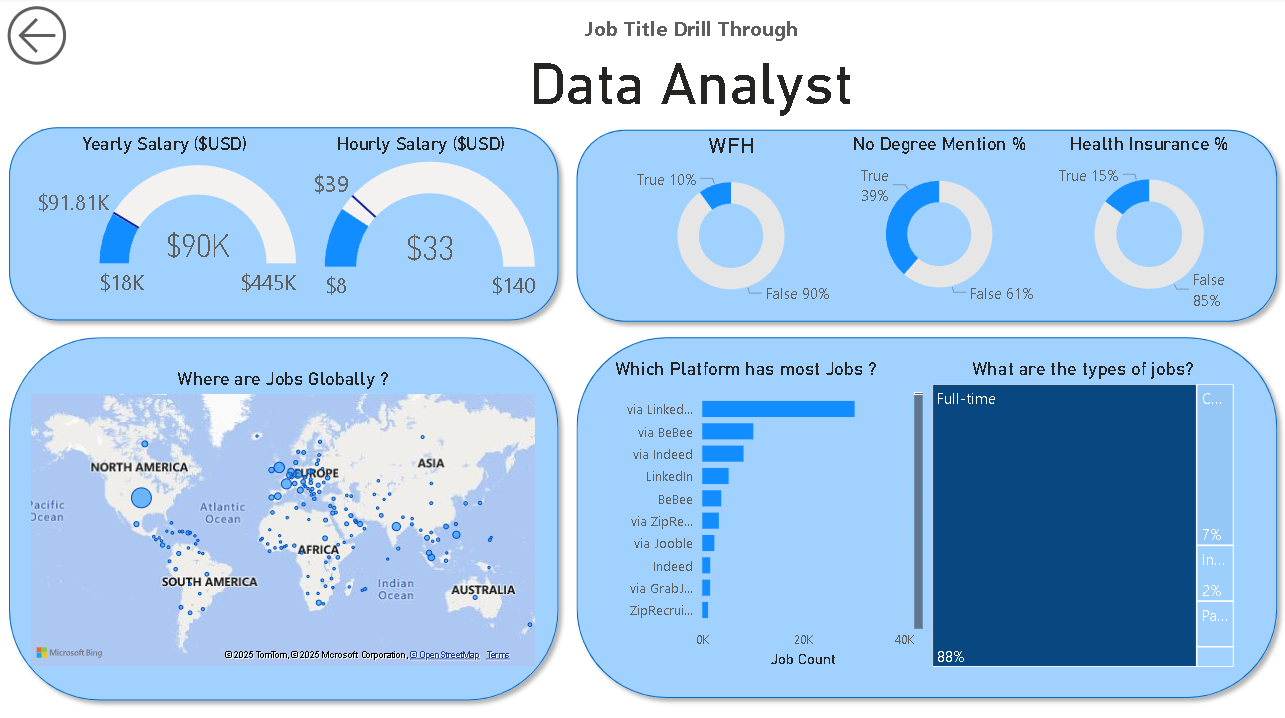 Job Title Drill Through
Data Analyst
Yearly Salary ($USD)
$91.81K
$90K
$18K
$445K
Hourly Salary ($USD)
$39
$33
$8
$140
WFH
True 10%
False 90%
No Degree Mention %
True
39%
False 61%
Health Insurance %
True 15%
False
85%
Where are Jobs Globally ?
NORTH AMERICA
EUROPE
ASIA
Pacific
Ocean
Atlantic
Ocean
AFRICA
SOUTH AMERICA
Indian
Ocean
AUSTRALIA
Microsoft Bing
© 2025 TomTom, © 2025 Microsoft Corporation, © OpenStreetMap Terms
Which Platform has most Jobs ?
via Linked...
via BeBee
via Indeed
LinkedIn
BeBee
via ZipRe...
via Jooble
Indeed
via GrabJ...
ZipRecrui...
0K 20K 40K
Job Count
What are the types of jobs?
Full-time
88%
C...
7%
In...
2%
Pa...